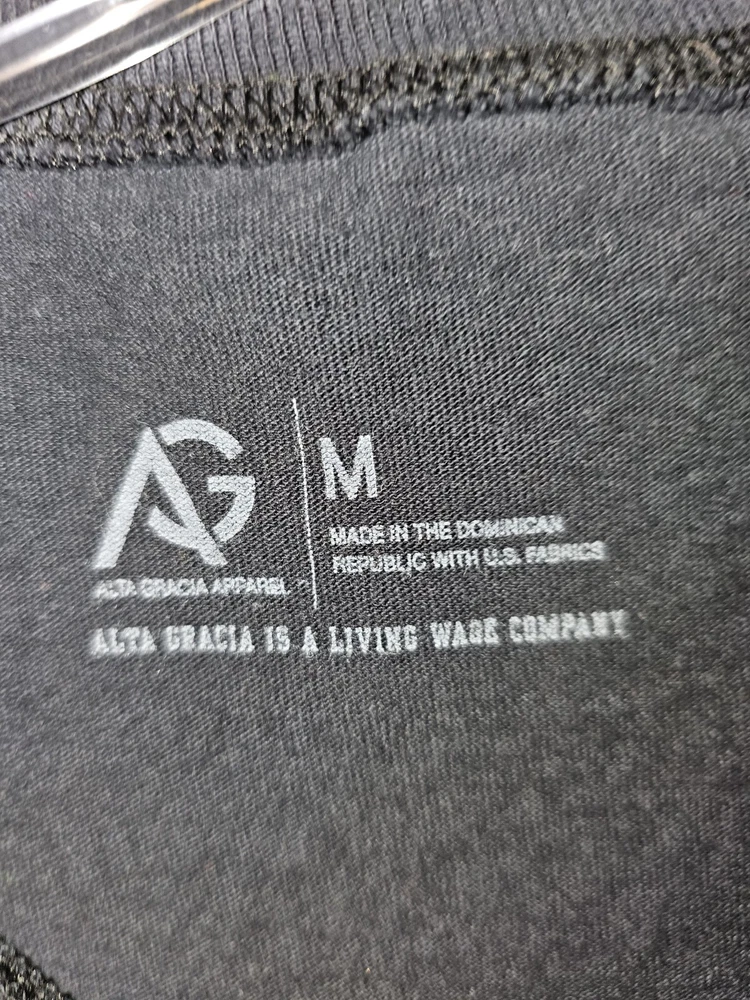 AG
ALTA GRACIA APPAREL
M
MADE IN THE DOMINICAN
REPUBLIC WITH U.S. FABRICS
ALTA GRACIA IS A LIVING WAGE COMPANY